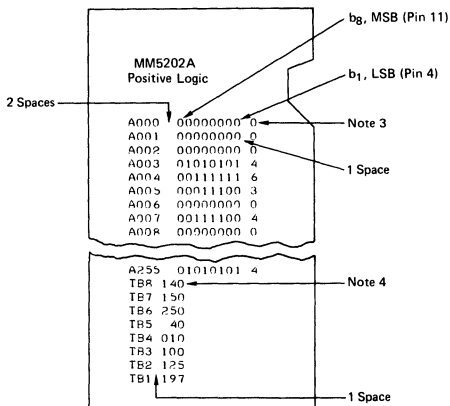 b8, MSB (Pin 11)
MM5202A
Positive Logic
b1, LSB (Pin 4)
2 Spaces
A000 00000000 0
Note 3
A001 00000000 0
A002 00000000 0
1 Space
A003 01010101 4
A004 00111111 6
A005 00011100 3
A006 00000000 0
A007 00111100 4
A008 00000000 0
A255 01010101 4
TB8 140
Note 4
TB7 150
TB6 250
TB5 40
TB4 010
TB3 100
TB2 125
TB1 197
1 Space